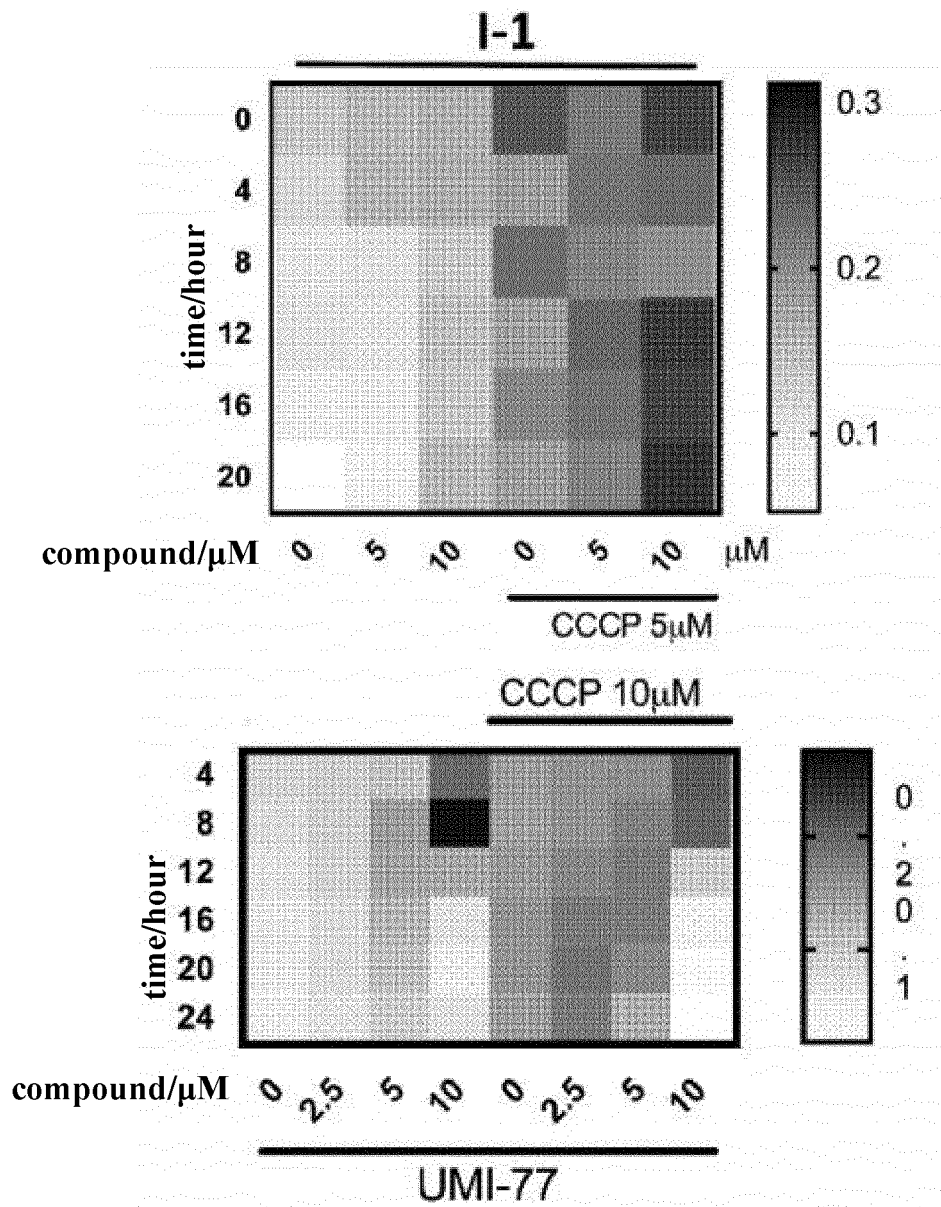 I-1
0
4
8
12
16
20
time/hour
0.3
0.2
0.1
compound/μM 0 5 10 0 5 10 μM
CCCP 5μM
CCCP 10μM
4
8
12
16
20
24
time/hour
0
.
2
0
.
1
compound/μM 0 2.5 5 10 0 2.5 5 10
UMI-77